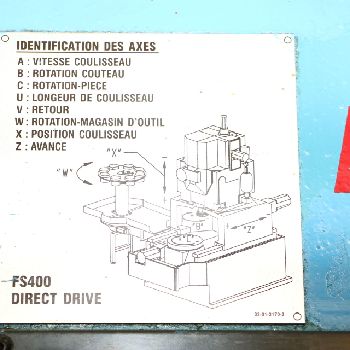 IDENTIFICATION DES AXES
A : VITESSE COULISSEAU
B : ROTATION COUTEAU
C : ROTATION-PIECE
U : LONGEUR DE COULISSEAU
V : RETOUR
W : ROTATION-MAGASIN D'OUTIL
X : POSITION COULISSEAU
Z : AVANCE
"X"
"W"
"B"
"Z"
FS400
DIRECT DRIVE